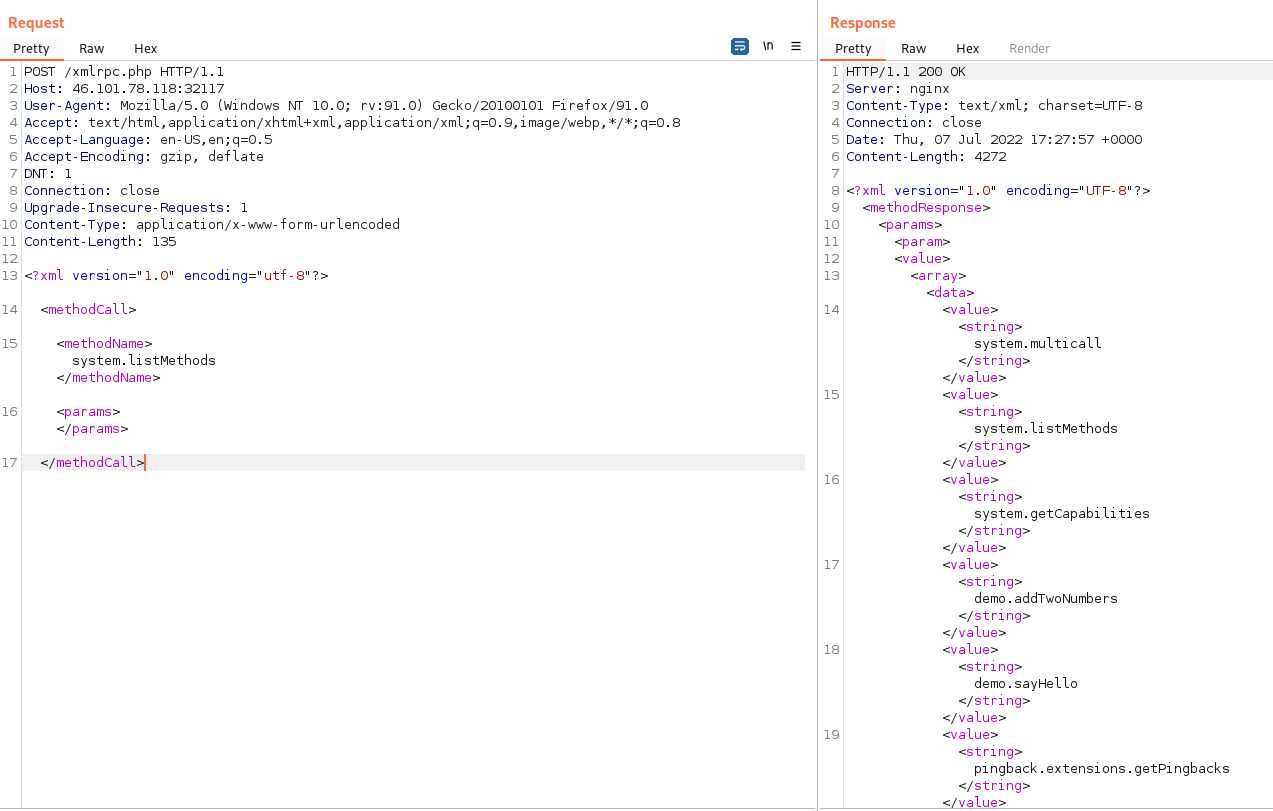 Request
Pretty Raw Hex \n
1 POST /xmlrpc.php HTTP/1.1
2 Host: 46.101.78.118:32117
3 User-Agent: Mozilla/5.0 (Windows NT 10.0; rv:91.0) Gecko/20100101 Firefox/91.0
4 Accept: text/html,application/xhtml+xml,application/xml;q=0.9,image/webp,*/*;q=0.8
5 Accept-Language: en-US,en;q=0.5
6 Accept-Encoding: gzip, deflate
7 DNT: 1
8 Connection: close
9 Upgrade-Insecure-Requests: 1
10 Content-Type: application/x-www-form-urlencoded
11 Content-Length: 135
12
13 <?xml version="1.0" encoding="utf-8"?>
14 <methodCall>
15 <methodName>
system.listMethods
</methodName>
16 <params>
</params>
17 </methodCall>
Response
Pretty Raw Hex Render
1 HTTP/1.1 200 OK
2 Server: nginx
3 Content-Type: text/xml; charset=UTF-8
4 Connection: close
5 Date: Thu, 07 Jul 2022 17:27:57 +0000
6 Content-Length: 4272
7
8 <?xml version="1.0" encoding="UTF-8"?>
9 <methodResponse>
10 <params>
11 <param>
12 <value>
13 <array>
<data>
14 <value>
<string>
system.multicall
</string>
</value>
15 <value>
<string>
system.listMethods
</string>
</value>
16 <value>
<string>
system.getCapabilities
</string>
</value>
17 <value>
<string>
demo.addTwoNumbers
</string>
</value>
18 <value>
<string>
demo.sayHello
</string>
</value>
19 <value>
<string>
pingback.extensions.getPingbacks
</string>
</value>